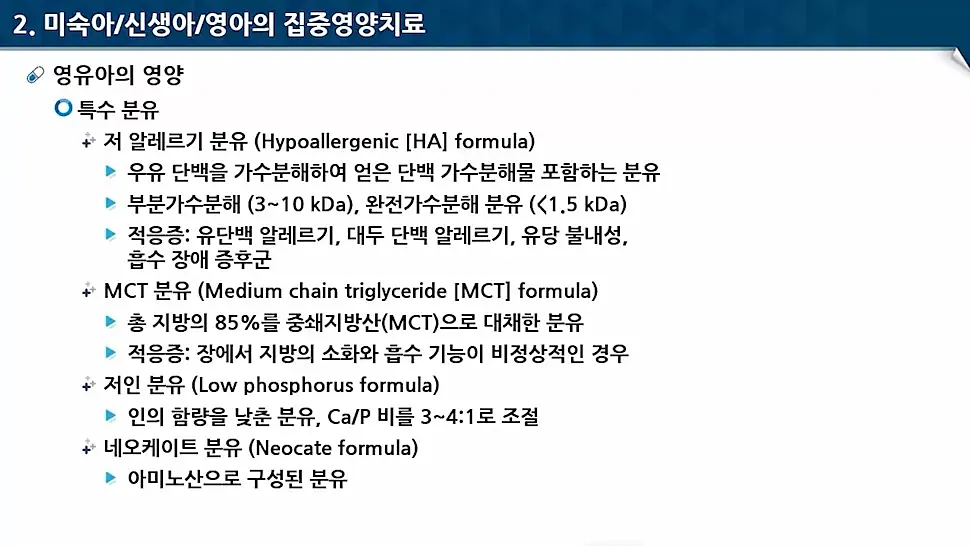 2. 미숙아/신생아/영아의 집중영양치료
영유아의 영양
특수 분유
저 알레르기 분유 (Hypoallergenic [HA] formula)
우유 단백을 가수분해하여 얻은 단백 가수분해물 포함하는 분유
부분가수분해 (3~10 kDa), 완전가수분해 분유 (<1.5 kDa)
적응증: 유단백 알레르기, 대두 단백 알레르기, 유당 불내성,
흡수 장애 증후군
MCT 분유 (Medium chain triglyceride [MCT] formula)
총 지방의 85%를 중쇄지방산(MCT)으로 대채한 분유
적응증: 장에서 지방의 소화와 흡수 기능이 비정상적인 경우
저인 분유 (Low phosphorus formula)
인의 함량을 낮춘 분유, Ca/P 비를 3~4:1로 조절
네오케이트 분유 (Neocate formula)
아미노산으로 구성된 분유